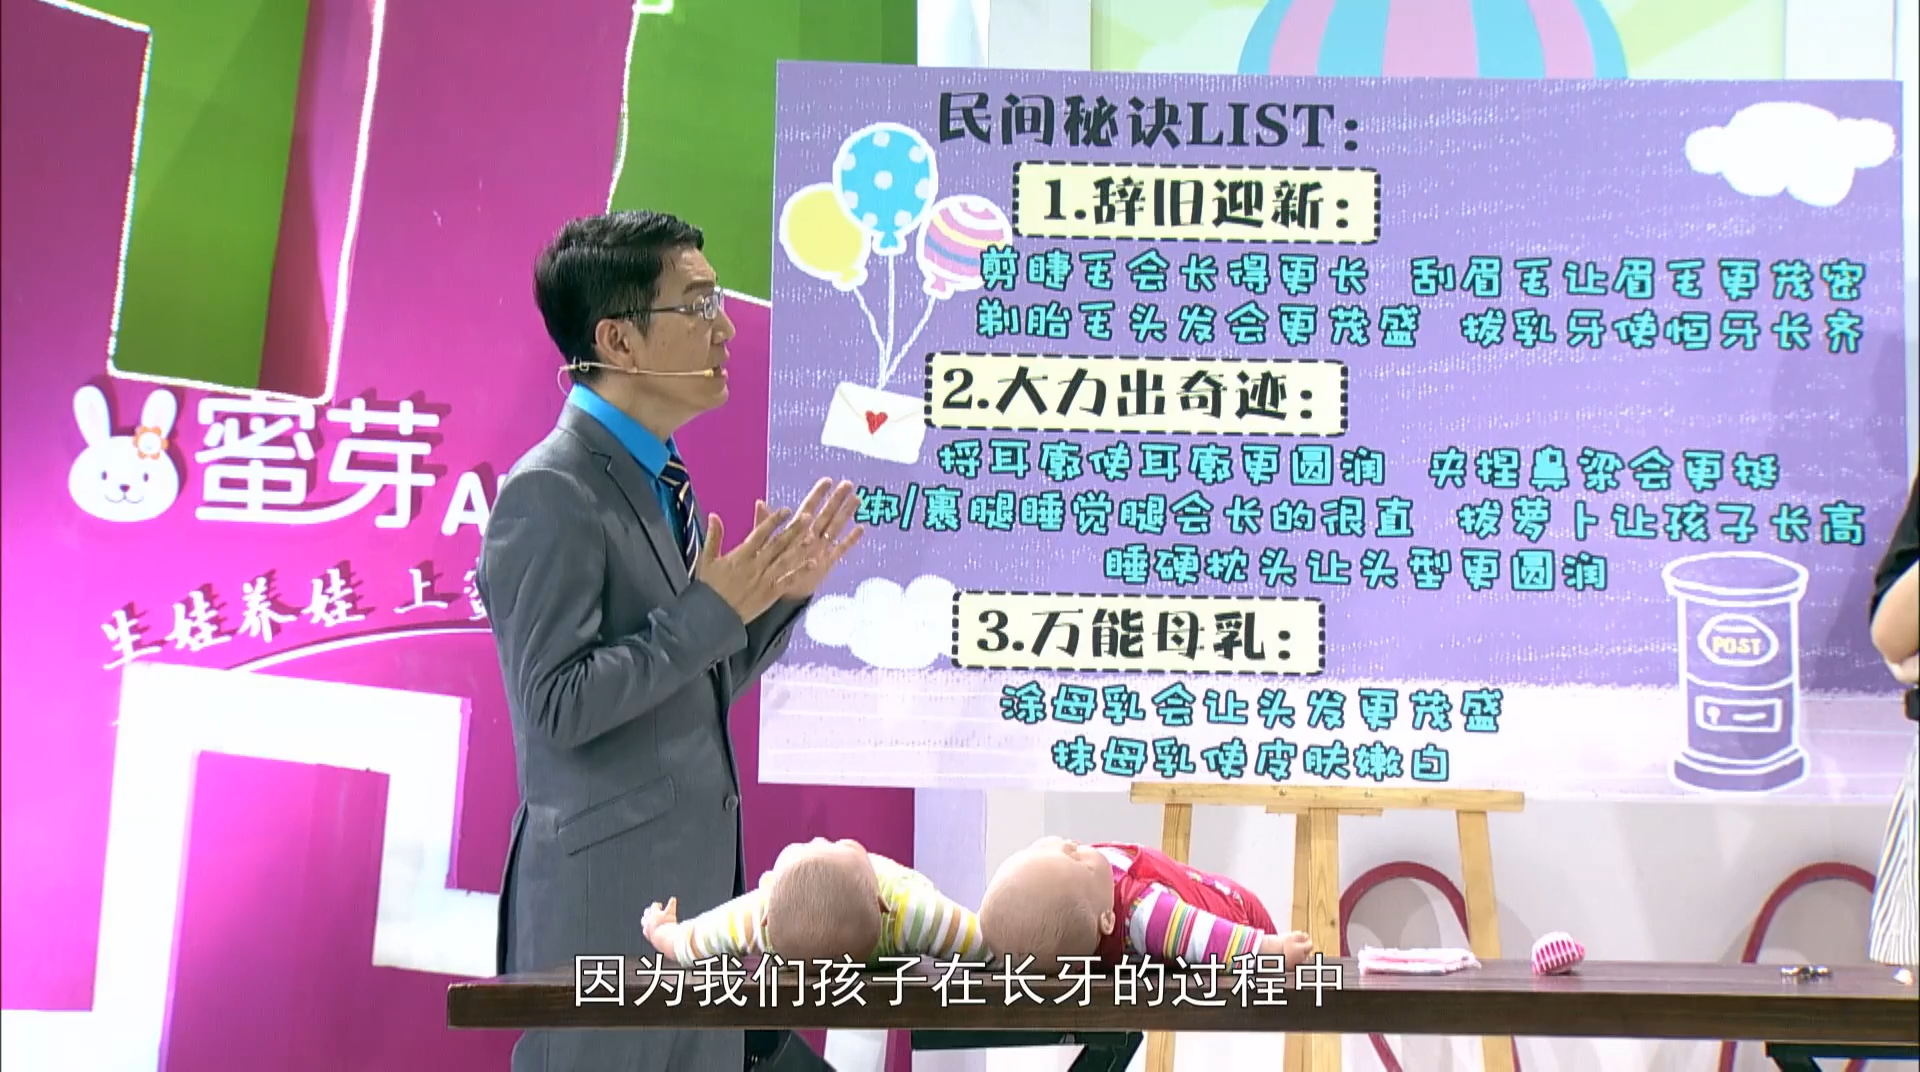 民间秘诀LIST：
1.辞旧迎新：
剪睫毛会长得更长 刮眉毛让眉毛更茂密
剃胎毛头发会更茂盛 拔乳牙使恒牙长齐
2.大力出奇迹：
捋耳廓使耳廓更圆润 夹捏鼻梁会更挺
绑/裹腿睡觉腿会长的很直 拔萝卜让孩子长高
睡硬枕头让头型更圆润
3.万能母乳：
涂母乳会让头发更茂盛
抹母乳使皮肤嫩白
POST
蜜芽
生娃养娃 上
因为我们孩子在长牙的过程中